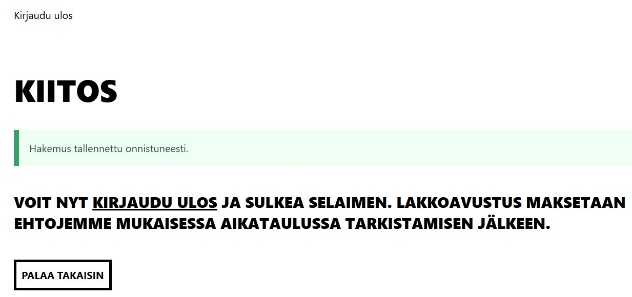 Kirjaudu ulos
KIITOS
Hakemus tallennettu onnistuneesti.
VOIT NYT KIRJAUDU ULOS JA SULKEA SELAIMEN. LAKKOAVUSTUS MAKSETAAN
EHTOJEMME MUKAISESSA AIKATAULUSSA TARKISTAMISEN JÄLKEEN.
PALAA TAKAISIN